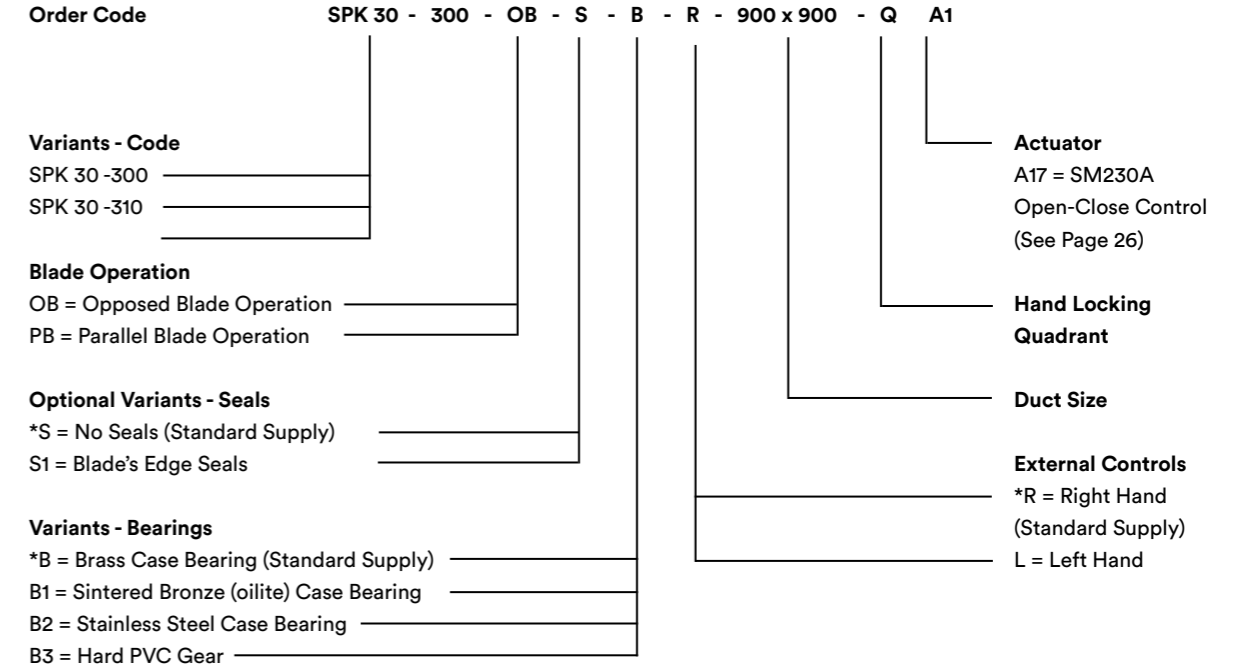 Order Code SPK 30 - 300 - OB - S - B - R - 900 x 900 - Q A1
Variants - Code
SPK 30 -300
SPK 30 -310
Blade Operation
OB = Opposed Blade Operation
PB = Parallel Blade Operation
Optional Variants - Seals
*S = No Seals (Standard Supply)
S1 = Blade’s Edge Seals
Variants - Bearings
*B = Brass Case Bearing (Standard Supply)
B1 = Sintered Bronze (oilite) Case Bearing
B2 = Stainless Steel Case Bearing
B3 = Hard PVC Gear
Actuator
A17 = SM230A
Open-Close Control
(See Page 26)
Hand Locking
Quadrant
Duct Size
External Controls
*R = Right Hand
(Standard Supply)
L = Left Hand